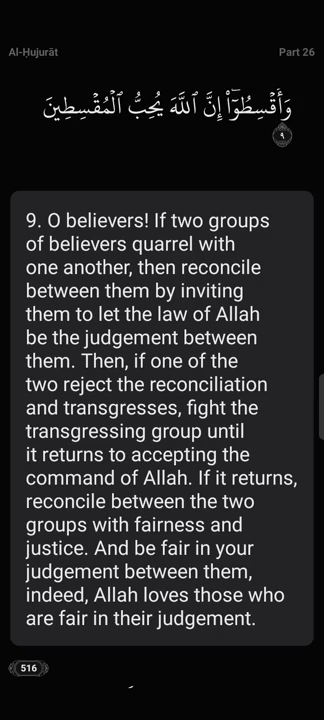 Al-Ḥujurāt
Part 26
وَأَقْسِطُوٓاْ إِنَّ ٱللَّهَ يُحِبُّ ٱلْمُقْسِطِينَ
٩
9. O believers! If two groups
of believers quarrel with
one another, then reconcile
between them by inviting
them to let the law of Allah
be the judgement between
them. Then, if one of the
two reject the reconciliation
and transgresses, fight the
transgressing group until
it returns to accepting the
command of Allah. If it returns,
reconcile between the two
groups with fairness and
justice. And be fair in your
judgement between them,
indeed, Allah loves those who
are fair in their judgement.
516